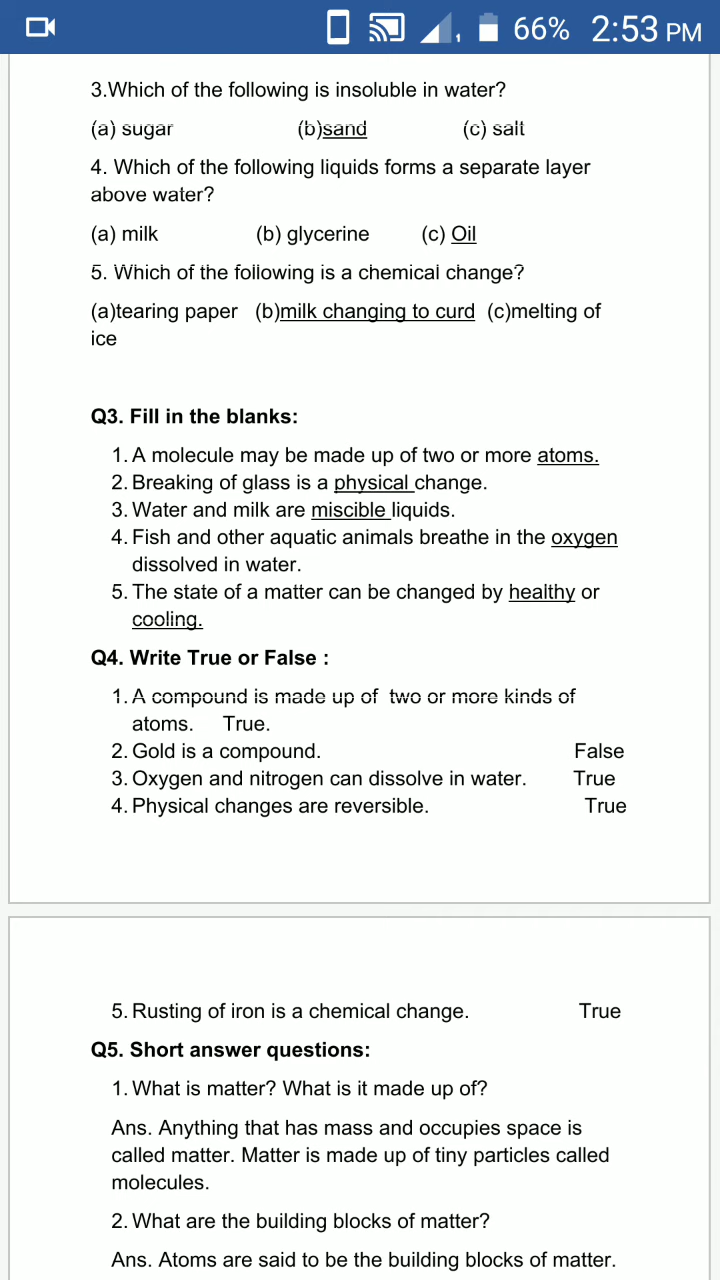 66% 2:53 PM
3.Which of the following is insoluble in water?
(a) sugar (b)sand (c) salt
4. Which of the following liquids forms a separate layer
above water?
(a) milk (b) glycerine (c) Oil
5. Which of the following is a chemical change?
(a)tearing paper (b)milk changing to curd (c)melting of
ice
Q3. Fill in the blanks:
1. A molecule may be made up of two or more atoms.
2. Breaking of glass is a physical change.
3. Water and milk are miscible liquids.
4. Fish and other aquatic animals breathe in the oxygen
dissolved in water.
5. The state of a matter can be changed by healthy or
cooling.
Q4. Write True or False :
1. A compound is made up of two or more kinds of
atoms. True.
2. Gold is a compound. False
3. Oxygen and nitrogen can dissolve in water. True
4. Physical changes are reversible. True
5. Rusting of iron is a chemical change. True
Q5. Short answer questions:
1. What is matter? What is it made up of?
Ans. Anything that has mass and occupies space is
called matter. Matter is made up of tiny particles called
molecules.
2. What are the building blocks of matter?
Ans. Atoms are said to be the building blocks of matter.